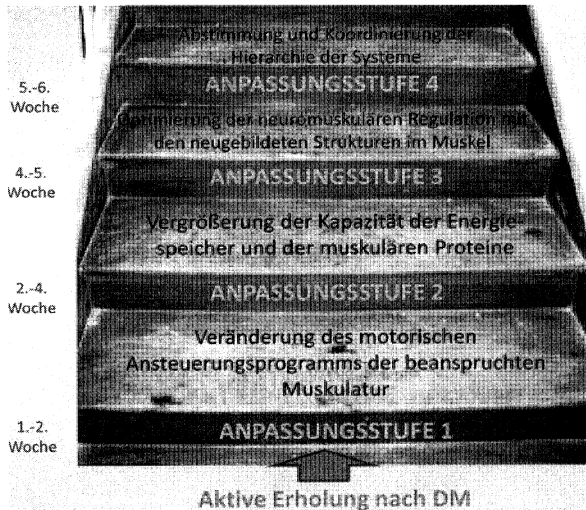 Abstimmung und Koordinierung der
Hierarchie der Systeme
5.-6.
Woche
ANPASSUNGSSTUFE 4
Optimierung der neuromuskulären Regulation mit
den neugebildeten Strukturen im Muskel
4.-5.
Woche
ANPASSUNGSSTUFE 3
Vergrößerung der Kapazität der Energie-
speicher und der muskulären Proteine
2.-4.
Woche
ANPASSUNGSSTUFE 2
Veränderung des motorischen
Ansteuerungsprogramms der beanspruchten
Muskulatur
1.-2.
Woche
ANPASSUNGSSTUFE 1
Aktive Erholung nach DM